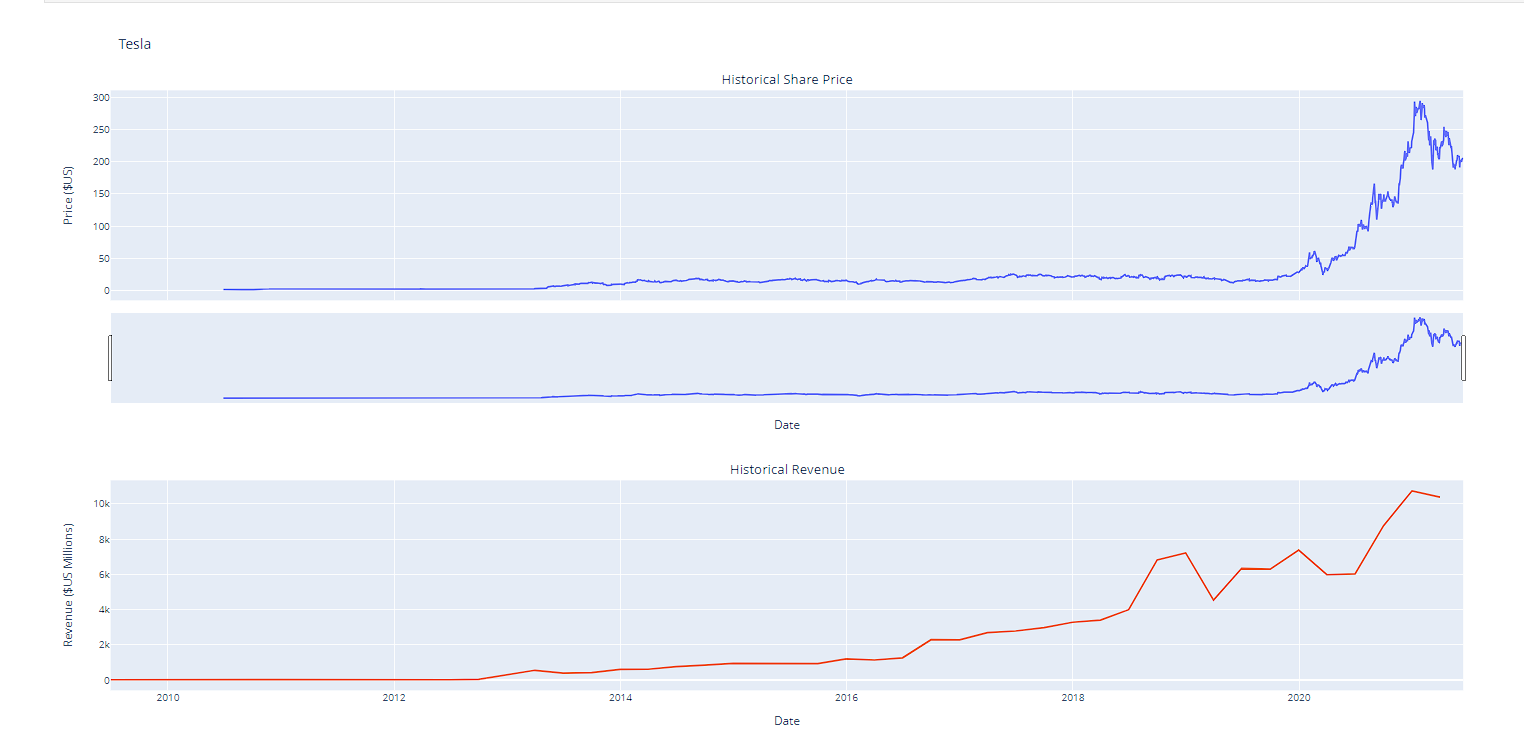 Tesla
Historical Share Price
300
250
200
150
100
50
0
Price ($US)
Date
Historical Revenue
10k
8k
6k
4k
2k
0
Revenue ($US Millions)
2010 2012 2014 2016 2018 2020
Date